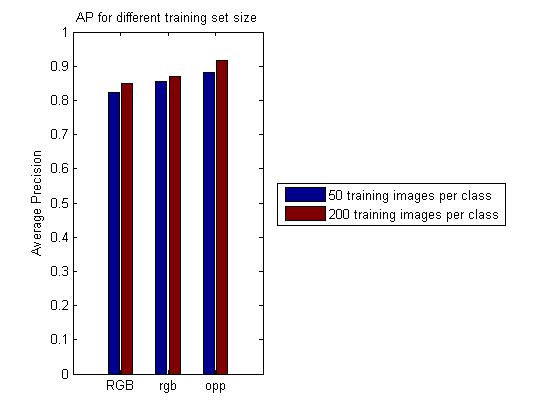 AP for different training set size
1
0.9
0.8
0.7
0.6
0.5
0.4
0.3
0.2
0.1
0
Average Precision
RGB rgb opp
50 training images per class
200 training images per class